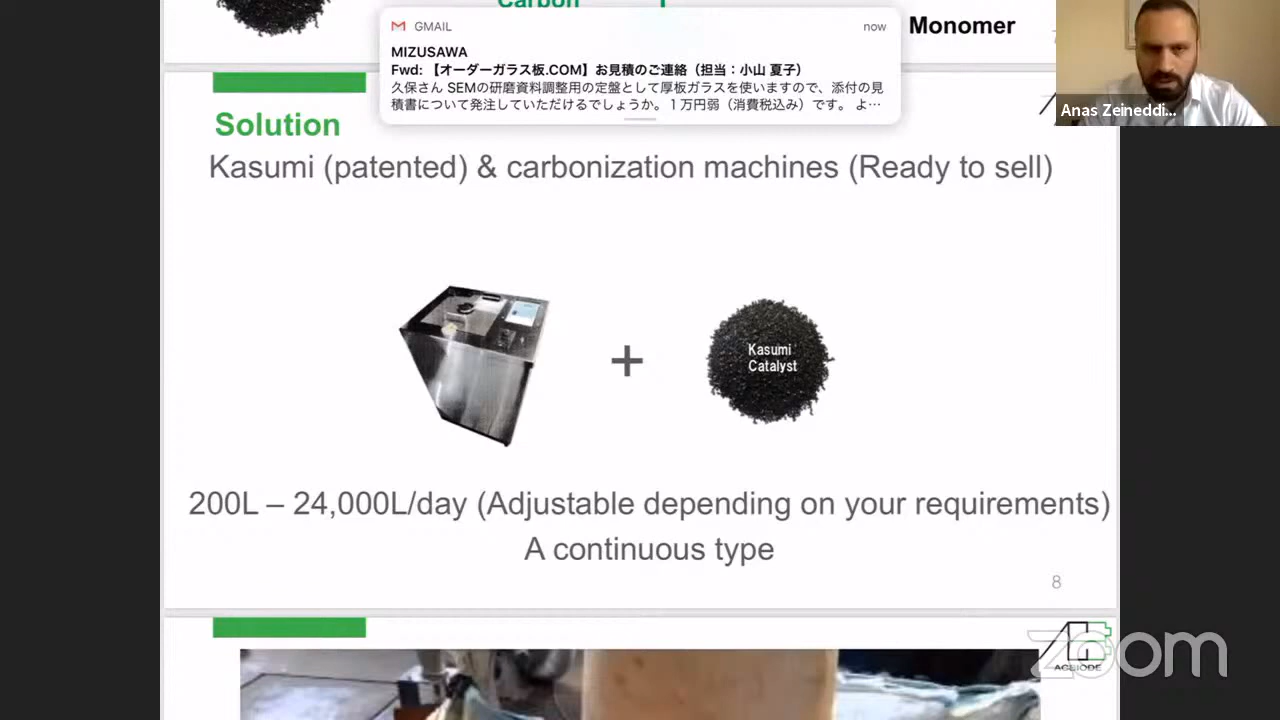 Carbon
Monomer
GMAIL
now
MIZUSAWA
Fwd: 【オーダーガラス板.COM】お見積のご連絡（担当：小山 夏子）
久保さん SEMの研磨資料調整用の定盤として厚板ガラスを使いますので、添付の見
積書について発注していただけるでしょうか。１万円弱（消費税込み）です。 よ…
Anas Zeineddi...
Solution
Kasumi (patented) & carbonization machines (Ready to sell)
+
Kasumi
Catalyst
200L – 24,000L/day (Adjustable depending on your requirements)
A continuous type
8
ACBIODE
zoom